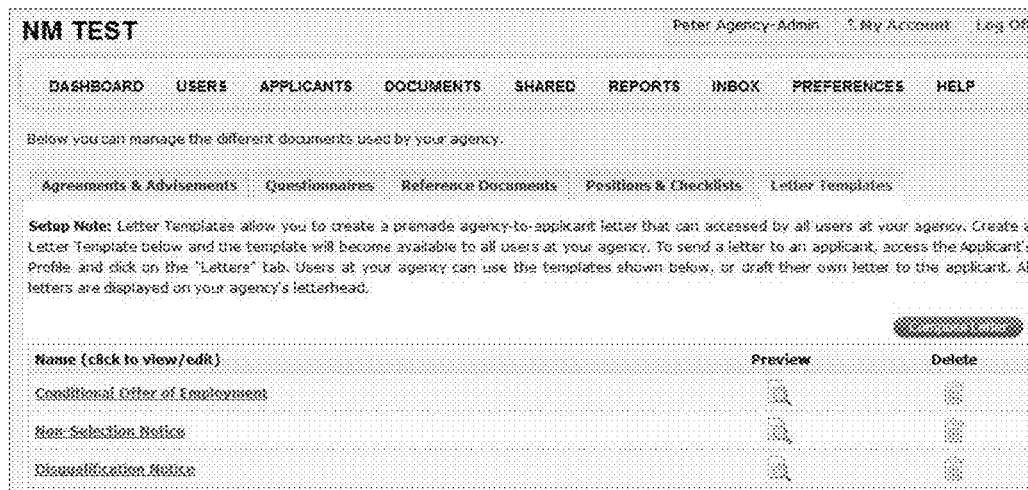 NM TEST
Peter Agency-Admin My Account Log Of
DASHBOARD USERS APPLICANTS DOCUMENTS SHARED REPORTS INBOX PREFERENCES HELP
Below you can manage the different documents used by your agency.
Agreements & Advisements Questionnaires Reference Documents Positions & Checklists Letter Templates
Setup Note: Letter Templates allow you to create a premade agency-to-applicant letter that can accessed by all users at your agency. Create a
Letter Template below and the template will become available to all users at your agency. To send a letter to an applicant, access the Applicant's
Profile and click on the "Letters" tab. Users at your agency can use the templates shown below, or draft their own letter to the applicant. Al
letters are displayed on your agency's letterhead.
Name (click to view/edit) Preview Delete
Conditional Offer of Employment
Non-Selection Notice
Disqualification Notice